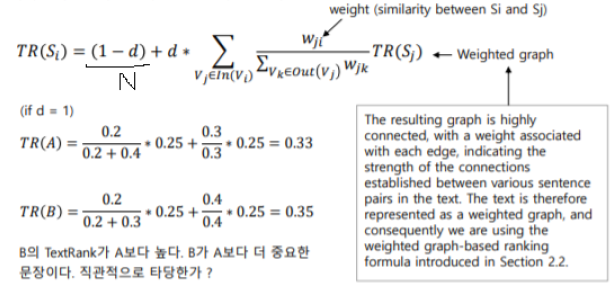 weight (similarity between Si and Sj)
TR(S_i) = (1 − d) + d * ∑_{V_j∈In(V_i)} \frac{w_{ji}}{∑_{V_k∈Out(V_j)} w_{jk}} TR(S_j) ← Weighted graph
N
(if d = 1)
TR(A) = \frac{0.2}{0.2 + 0.4} * 0.25 + \frac{0.3}{0.3} * 0.25 = 0.33
TR(B) = \frac{0.2}{0.2 + 0.3} * 0.25 + \frac{0.4}{0.4} * 0.25 = 0.35
B의 TextRank가 A보다 높다. B가 A보다 더 중요한
문장이다. 직관적으로 타당한가 ?
The resulting graph is highly
connected, with a weight associated
with each edge, indicating the
strength of the connections
established between various sentence
pairs in the text. The text is therefore
represented as a weighted graph, and
consequently we are using the
weighted graph-based ranking
formula introduced in Section 2.2.